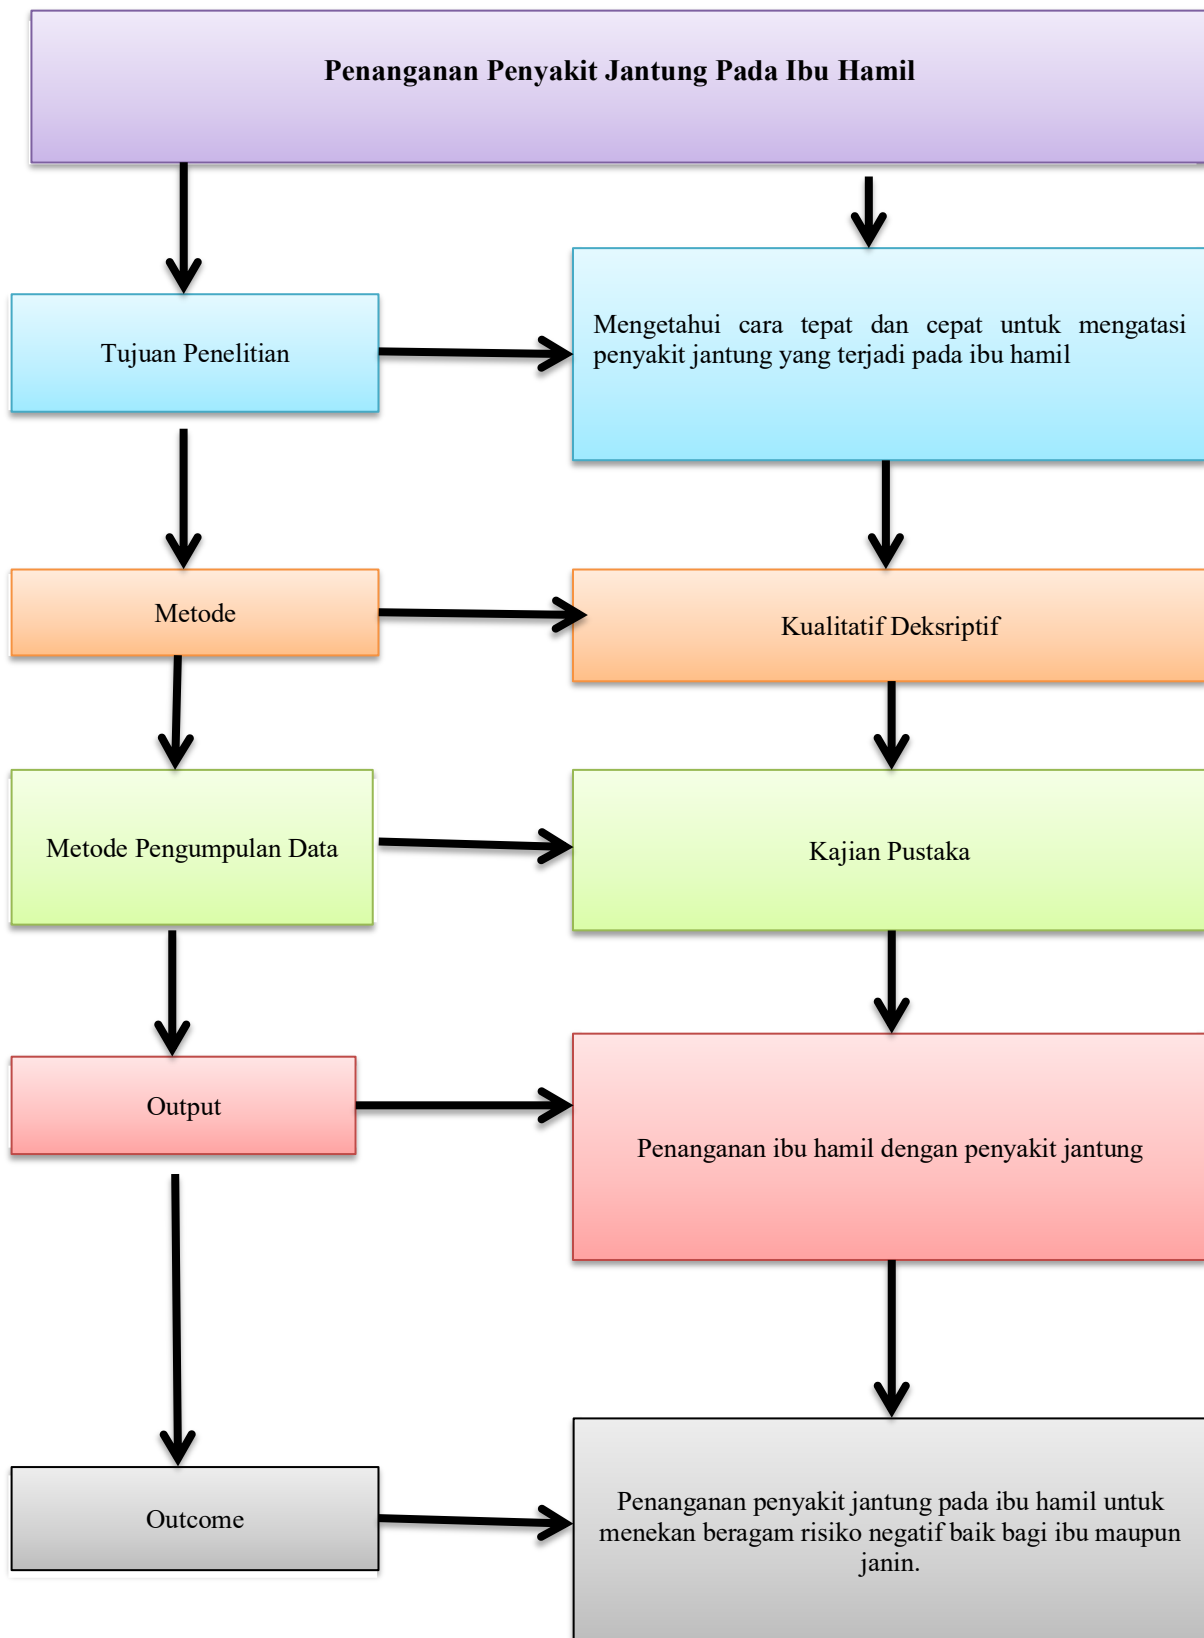 Penanganan Penyakit Jantung Pada Ibu Hamil
Tujuan Penelitian
Mengetahui cara tepat dan cepat untuk mengatasi
penyakit jantung yang terjadi pada ibu hamil
Metode
Kualitatif Deksriptif
Metode Pengumpulan Data
Kajian Pustaka
Output
Penanganan ibu hamil dengan penyakit jantung
Outcome
Penanganan penyakit jantung pada ibu hamil untuk
menekan beragam risiko negatif baik bagi ibu maupun
janin.